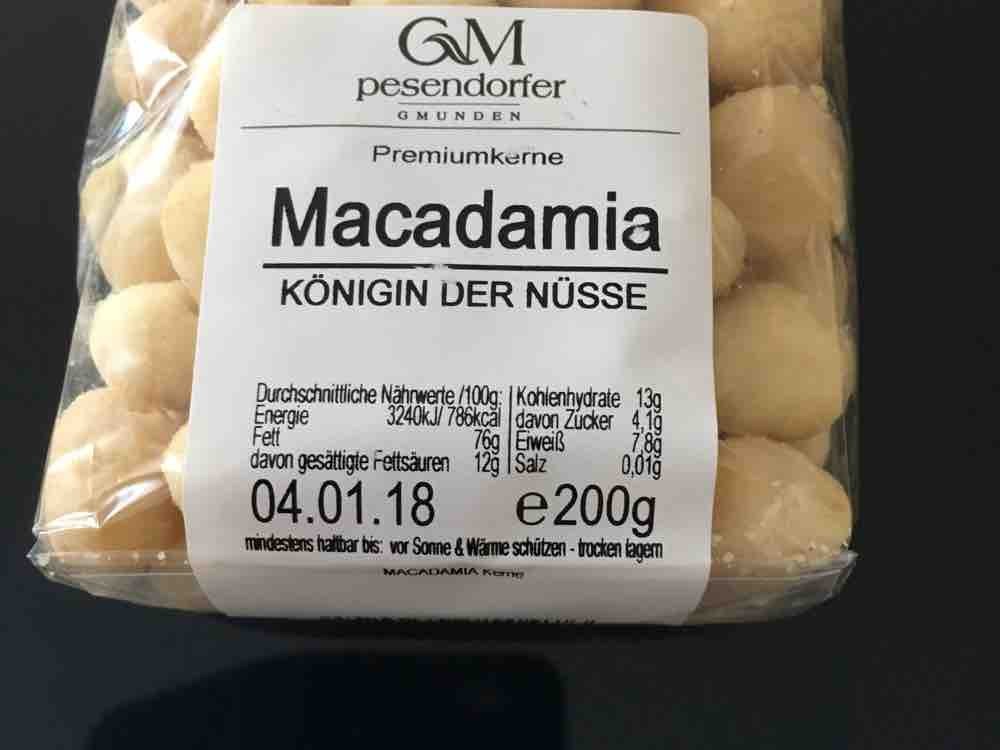 GM
pesendorfer
GMUNDEN
Premiumkerne
Macadamia
KÖNIGIN DER NÜSSE
Durchschnittliche Nährwerte /100g: Kohlenhydrate 13g
Energie 3240kJ/ 786kcal davon Zucker 4,1g
Fett 76g Eiweiß 7,8g
davon gesättigte Fettsäuren 12g Salz 0,01g
04.01.18 e200g
mindestens haltbar bis: vor Sonne & Wärme schützen - trocken lagern
MACADAMIA Kerne